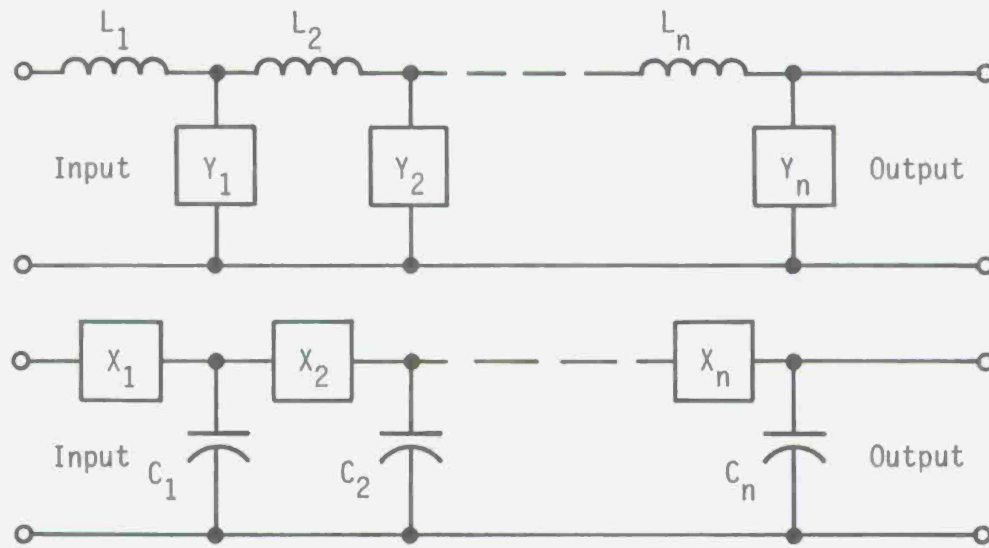 L1 L2 Ln
Input Y1 Y2 Yn Output
X1 X2 Xn
Input C1 C2 Cn Output